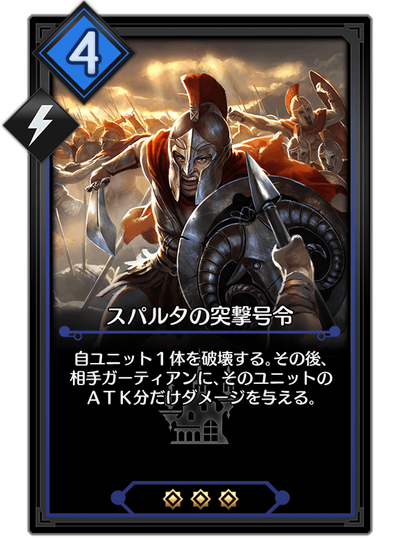 4
スパルタの突撃号令
自ユニット１体を破壊する。その後、
相手ガーディアンに、そのユニットの
ＡＴＫ分だけダメージを与える。